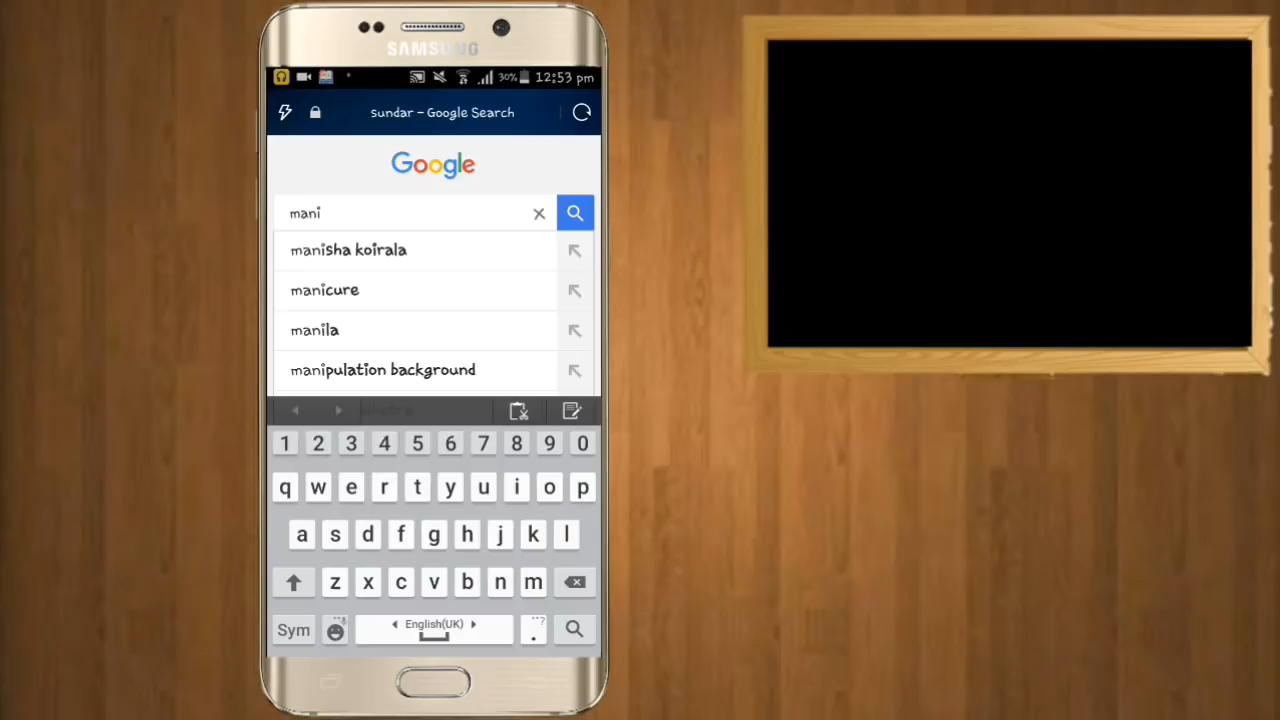 SAMSUNG
30% 12:53 pm
sundar – Google Search
Google
mani
manisha koirala
manicure
manila
manipulation background
1 2 3 4 5 6 7 8 9 0
q w e r t y u i o p
a s d f g h j k l
z x c v b n m
Sym English(UK) . ?